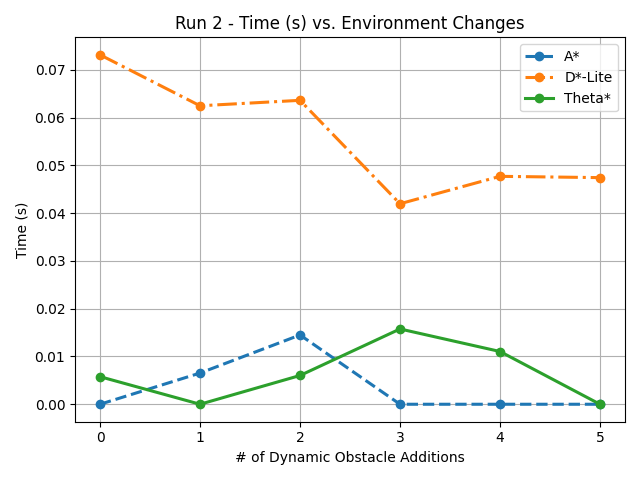 Run 2 - Time (s) vs. Environment Changes
A*
D*-Lite
Theta*
Time (s)
0.07
0.06
0.05
0.04
0.03
0.02
0.01
0.00
0 1 2 3 4 5
# of Dynamic Obstacle Additions